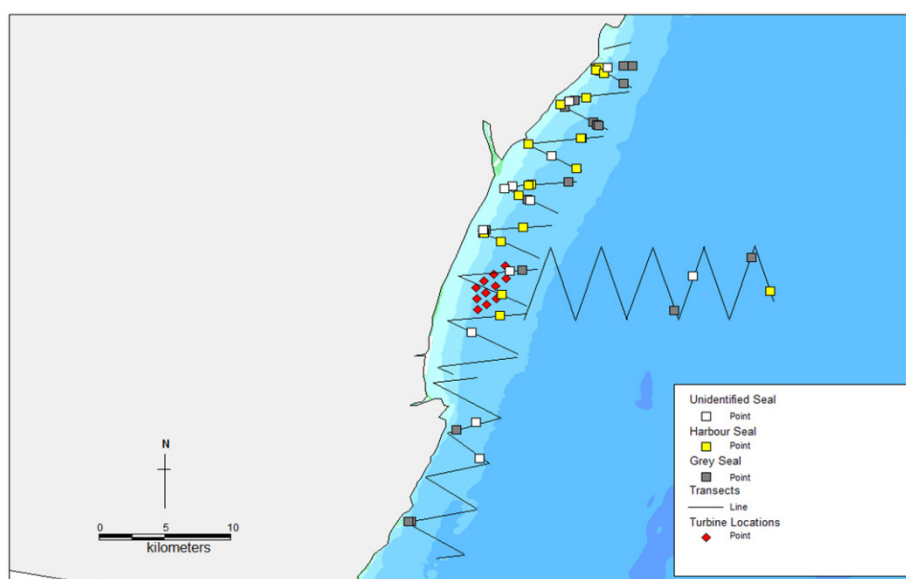 N
0 5 10
kilometers
Unidentified Seal
Point
Harbour Seal
Point
Grey Seal
Point
Transects
Line
Turbine Locations
Point